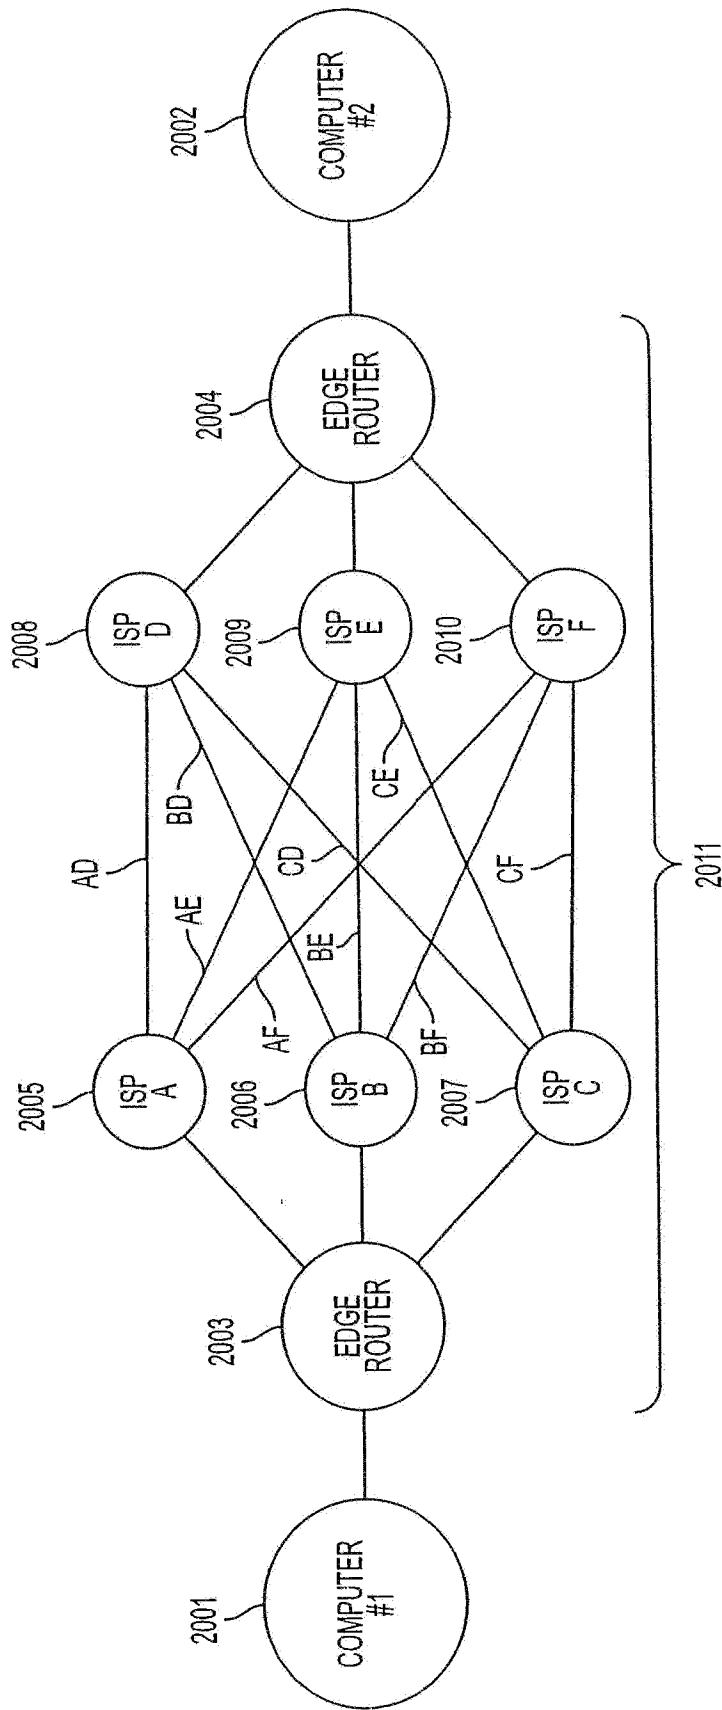 2001
COMPUTER
#1
2003
EDGE
ROUTER
2005
ISP
A
2006
ISP
B
2007
ISP
C
AD
AE
BD
AF
CD
BE
BF
CE
CF
2008
ISP
D
2009
ISP
E
2010
ISP
F
2004
EDGE
ROUTER
2002
COMPUTER
#2
2011